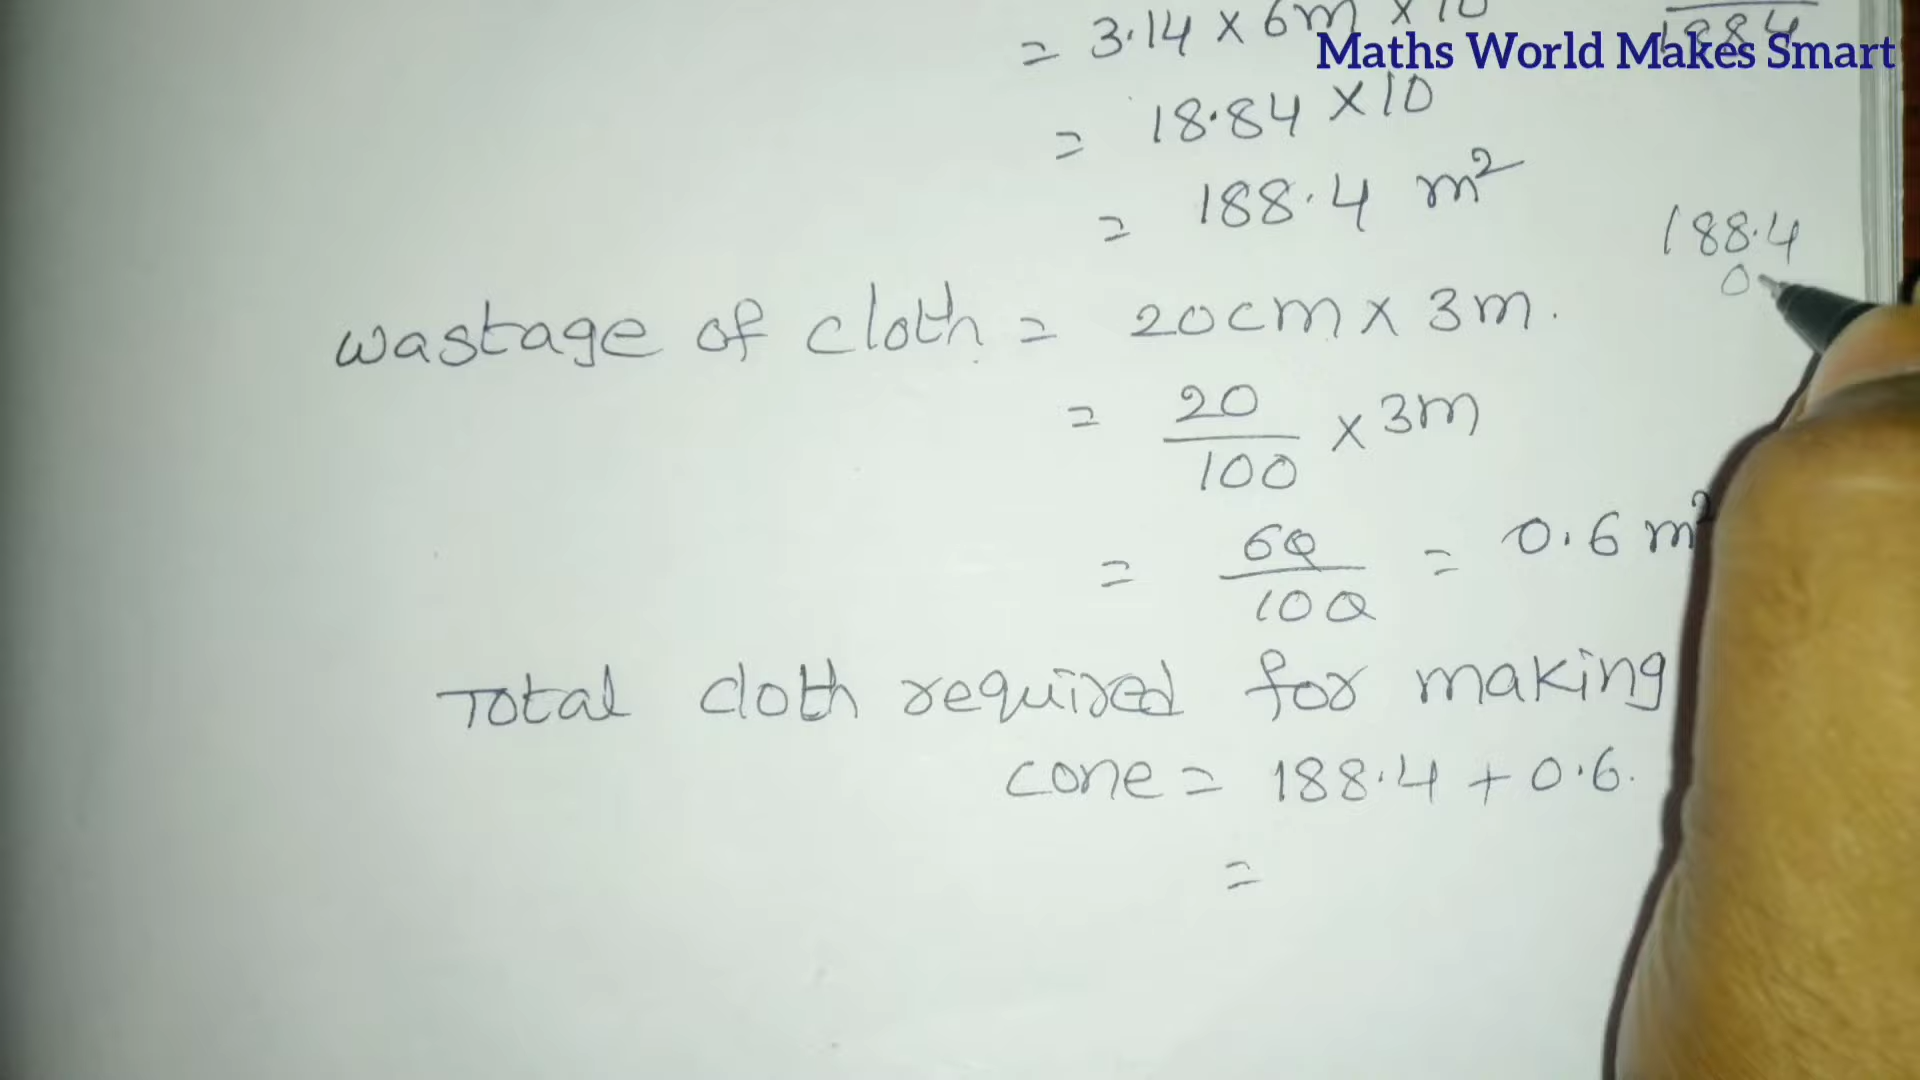 = 3.14 x 6m x 10
1884
Maths World Makes Smart
= 18.84 x 10
= 188.4 m²
188.4
0
wastage of cloth = 20cm x 3m.
= 20/100 x 3m
= 60/100 = 0.6 m²
Total cloth required for making
cone = 188.4 + 0.6.
=